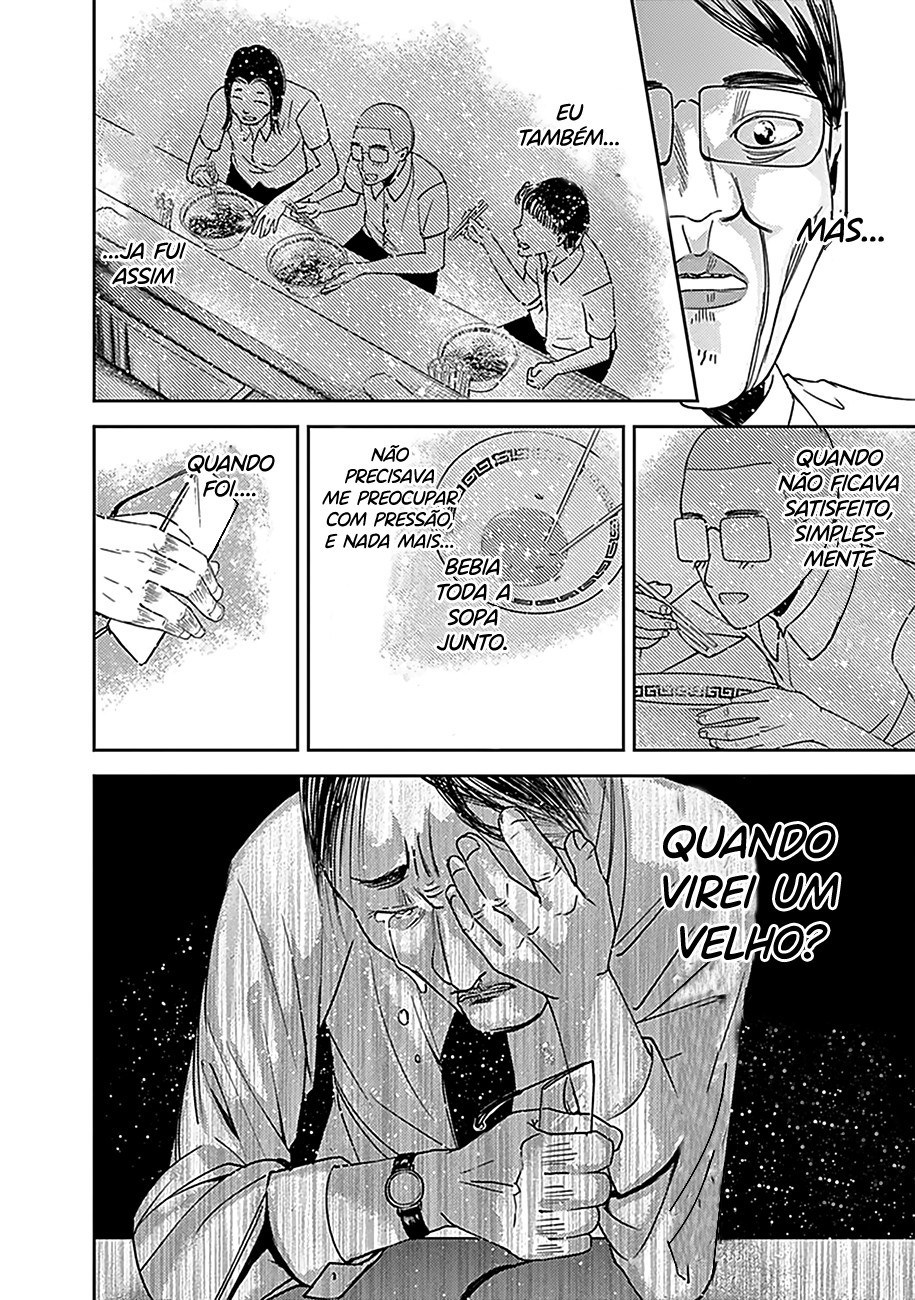 MAS...
EU
TAMBÉM...
...JA FUI
ASSIM
QUANDO
NÃO FICAVA
SATISFEITO,
SIMPLES-
MENTE
NÃO
PRECISAVA
ME PREOCUPAR
COM PRESSÃO,
E NADA MAIS...
BEBIA
TODA A
SOPA
JUNTO.
QUANDO
FOI....
QUANDO
VIREI UM
VELHO?